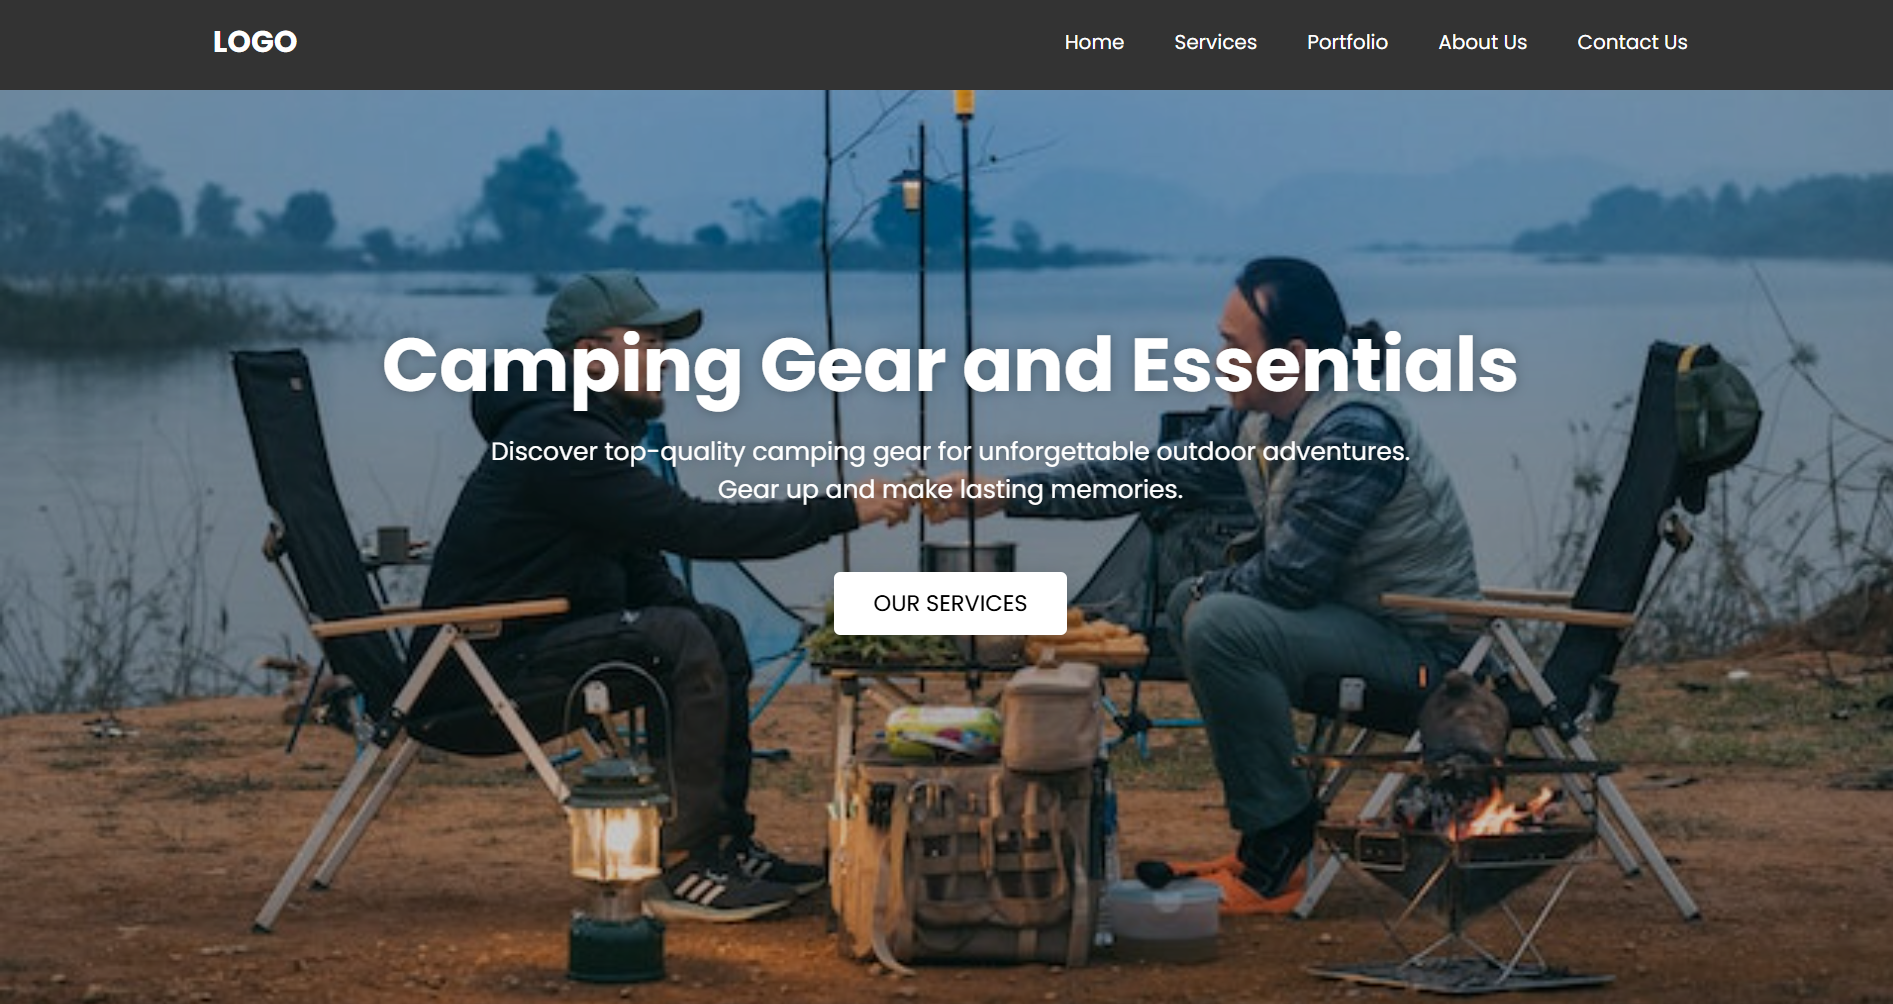 LOGO
Home Services Portfolio About Us Contact Us
Camping Gear and Essentials
Discover top-quality camping gear for unforgettable outdoor adventures.
Gear up and make lasting memories.
OUR SERVICES